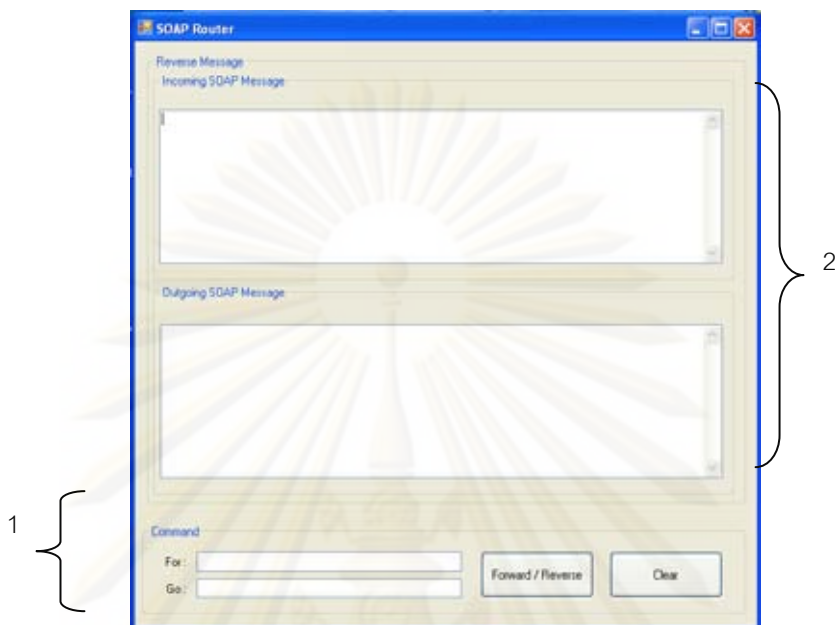 SOAP Router
Reverse Message
Incoming SOAP Message
2
Outgoing SOAP Message
1
Command
For:
Go:
Forward / Reverse
Clear